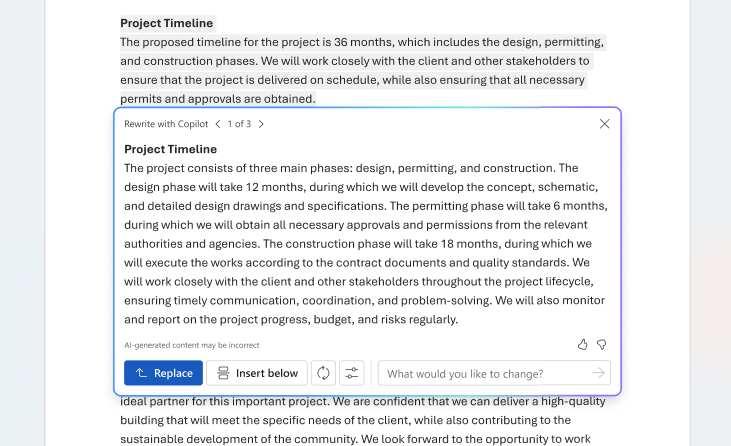 Project Timeline
The proposed timeline for the project is 36 months, which includes the design, permitting,
and construction phases. We will work closely with the client and other stakeholders to
ensure that the project is delivered on schedule, while also ensuring that all necessary
permits and approvals are obtained.
Rewrite with Copilot < 1 of 3 >
Project Timeline
The project consists of three main phases: design, permitting, and construction. The
design phase will take 12 months, during which we will develop the concept, schematic,
and detailed design drawings and specifications. The permitting phase will take 6 months,
during which we will obtain all necessary approvals and permissions from the relevant
authorities and agencies. The construction phase will take 18 months, during which we
will execute the works according to the contract documents and quality standards. We
will work closely with the client and other stakeholders throughout the project lifecycle,
ensuring timely communication, coordination, and problem-solving. We will also monitor
and report on the project progress, budget, and risks regularly.
AI-generated content may be incorrect
Replace
Insert below
What would you like to change?
ideal partner for this important project. We are confident that we can deliver a high-quality
building that will meet the specific needs of the client, while also contributing to the
sustainable development of the community. We look forward to the opportunity to work